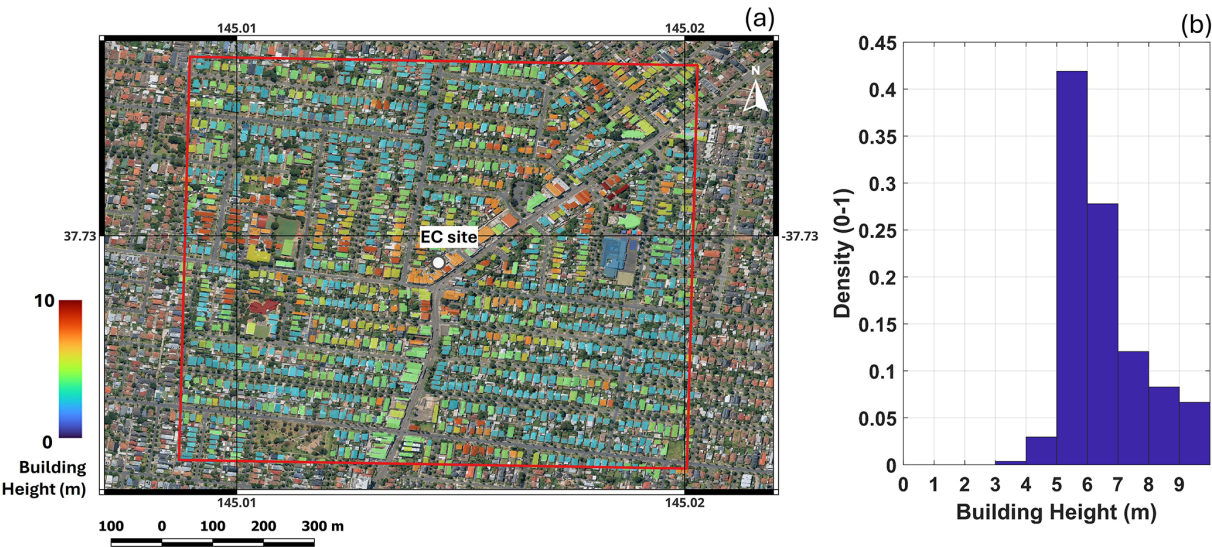 (a)
145.01 145.02
N
EC site
37.73 -37.73
10
0
Building
Height (m)
145.01 145.02
100 0 100 200 300 m
(b)
0.45
0.4
0.35
0.3
0.25
0.2
0.15
0.1
0.05
0
Density (0-1)
0 1 2 3 4 5 6 7 8 9
Building Height (m)